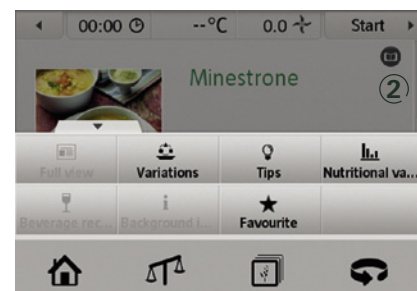 00:00 --°C 0.0 Start
Minestrone
2
Full view Variations Tips Nutritional va...
Beverage rec... Background i... Favourite